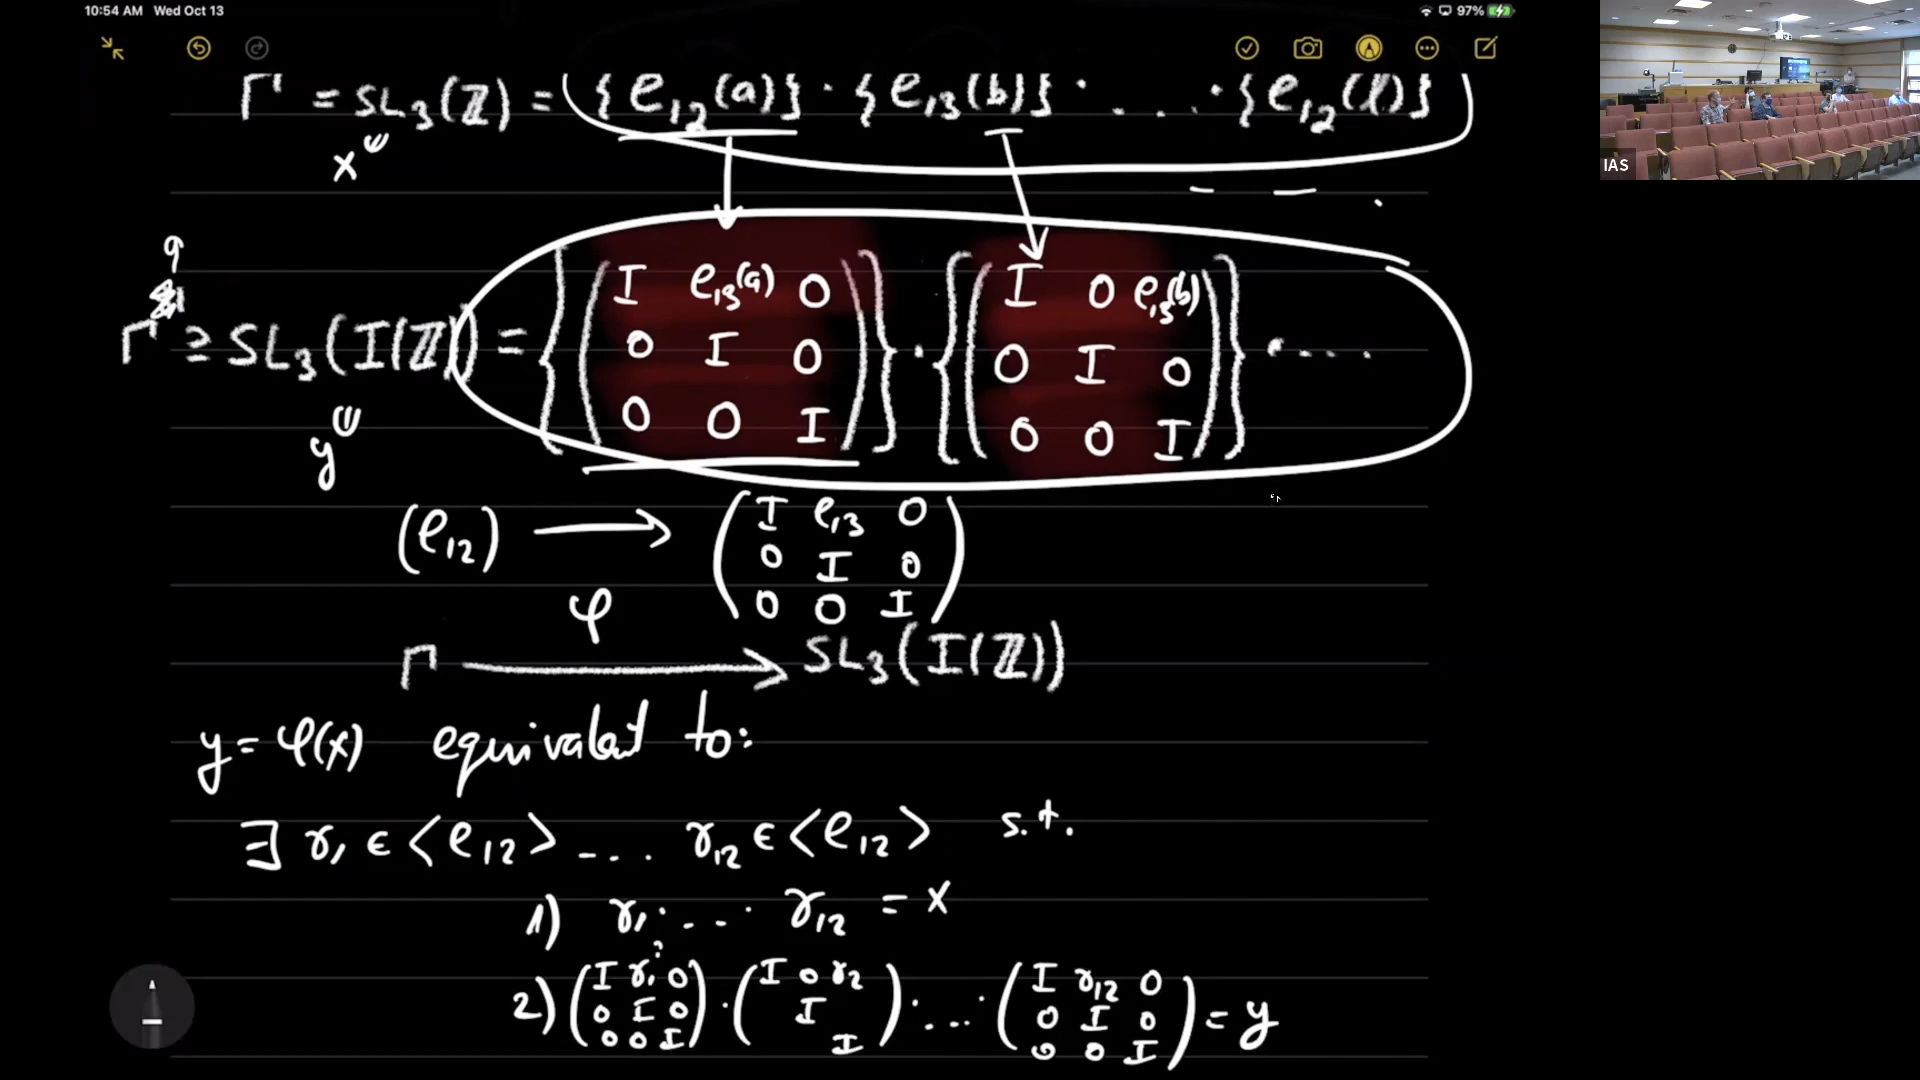 10:54 AM Wed Oct 13
97%
IAS
Γ = SL₃(ℤ) = {e₁₂(a)} · {e₁₃(b)} · . . . · {e₁₂(l)}
x ∈
9
Γ ≥ SL₃(I(ℤ)) = {(I e₁₃(a) 0
0 I 0
0 0 I)} · {(I 0 e₁₃(b)
0 I 0
0 0 I)} · . . . .
y ∈
(e₁₂) ⟶ (I e₁₃ 0
0 I 0
0 0 I)
φ
Γ ⟶ SL₃(I(ℤ))
y = φ(x) equivalent to:
∃ γ₁ ∈ <e₁₂> . . . γ₁₂ ∈ <e₁₂> s.t.
1) γ₁ · . . . · γ₁₂ = x
?
2) (I γ₁ 0
0 I 0
0 0 I) · (I 0 γ₂
I
I) · . . . · (I γ₁₂ 0
0 I 0
0 0 I) = y